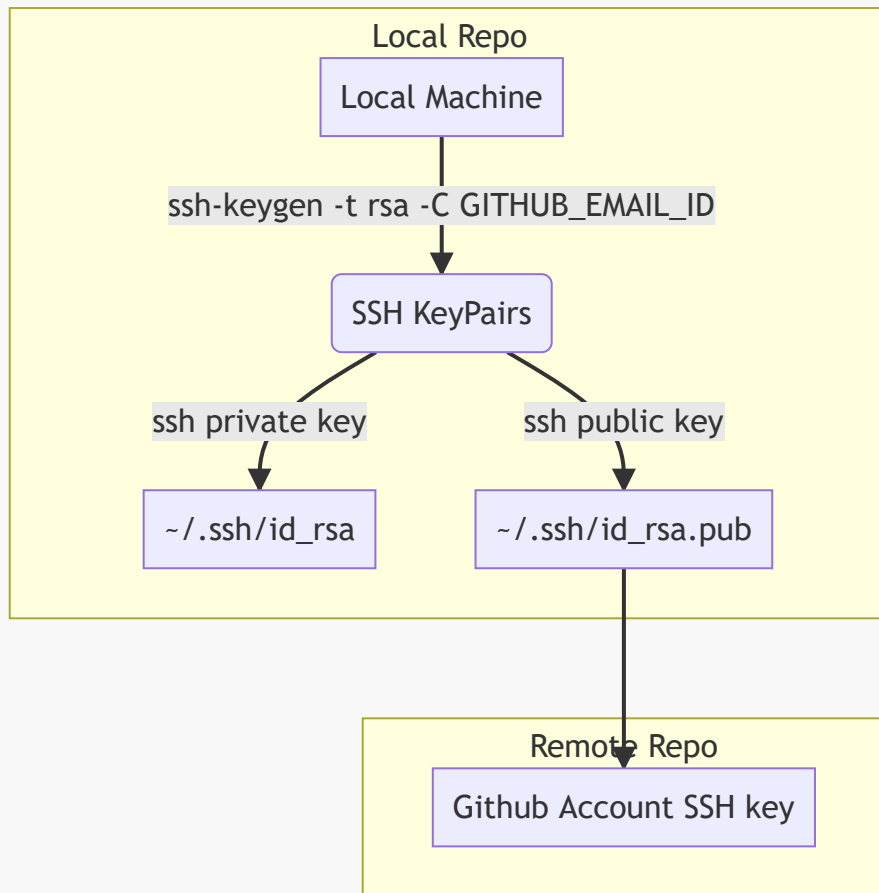 Local Repo
Local Machine
ssh-keygen -t rsa -C GITHUB_EMAIL_ID
SSH KeyPairs
ssh private key
ssh public key
~/.ssh/id_rsa
~/.ssh/id_rsa.pub
Remote Repo
Github Account SSH key